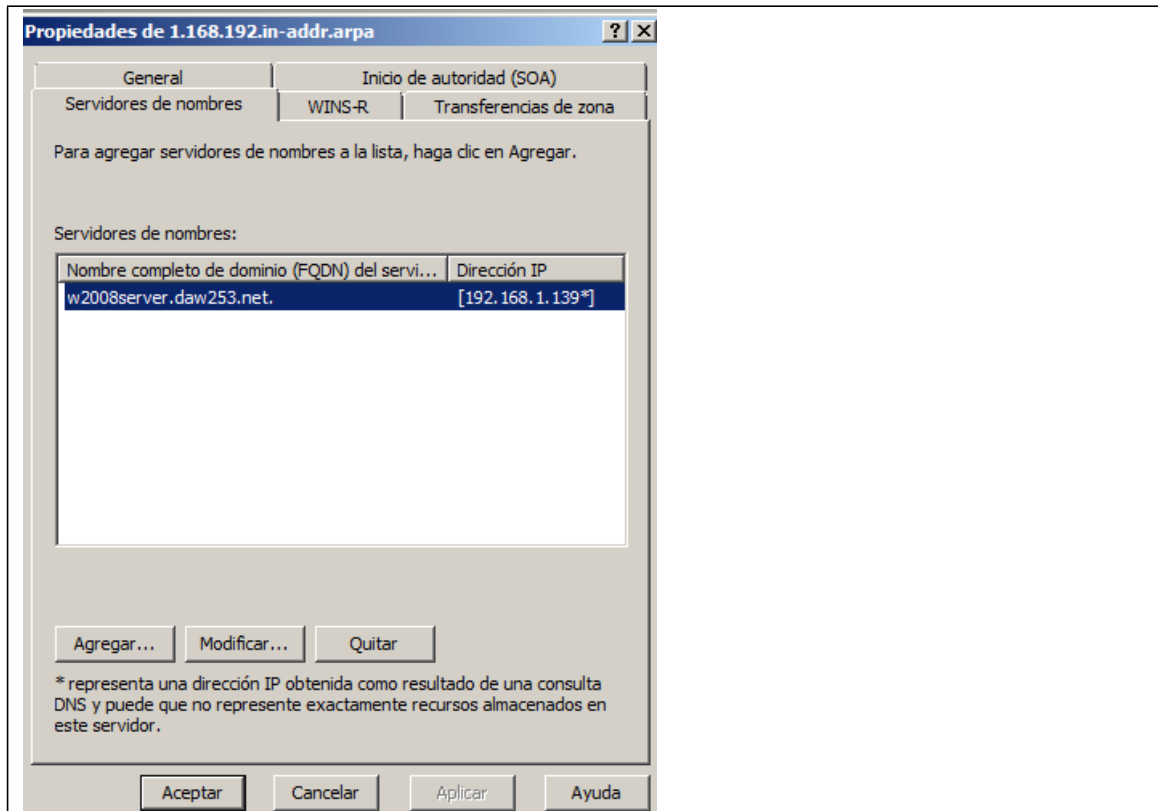 Propiedades de 1.168.192.in-addr.arpa
General
Inicio de autoridad (SOA)
Servidores de nombres
WINS-R
Transferencias de zona
Para agregar servidores de nombres a la lista, haga clic en Agregar.
Servidores de nombres:
Nombre completo de dominio (FQDN) del servi... Dirección IP
w2008server.daw253.net. [192.168.1.139*]
Agregar... Modificar... Quitar
* representa una dirección IP obtenida como resultado de una consulta
DNS y puede que no represente exactamente recursos almacenados en
este servidor.
Aceptar Cancelar Aplicar Ayuda